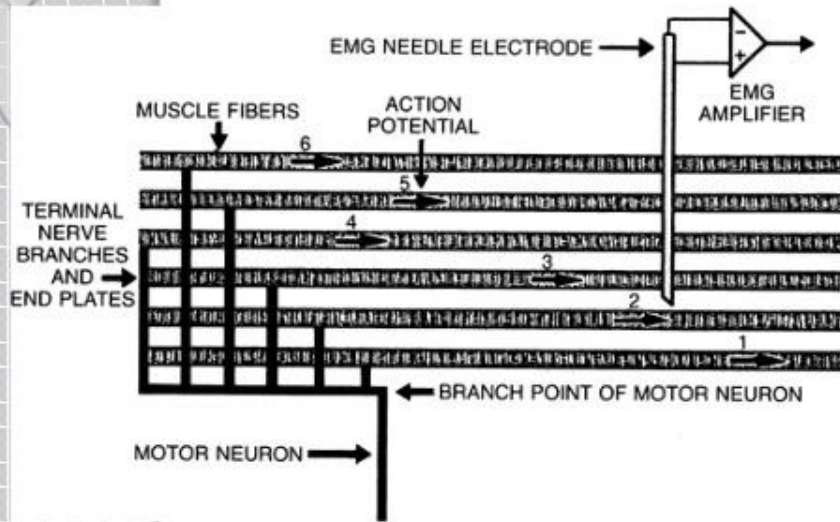 EMG NEEDLE ELECTRODE
−
+
EMG
AMPLIFIER
MUSCLE FIBERS
ACTION
POTENTIAL
6
5
4
3
2
1
TERMINAL
NERVE
BRANCHES
AND
END PLATES
BRANCH POINT OF MOTOR NEURON
MOTOR NEURON